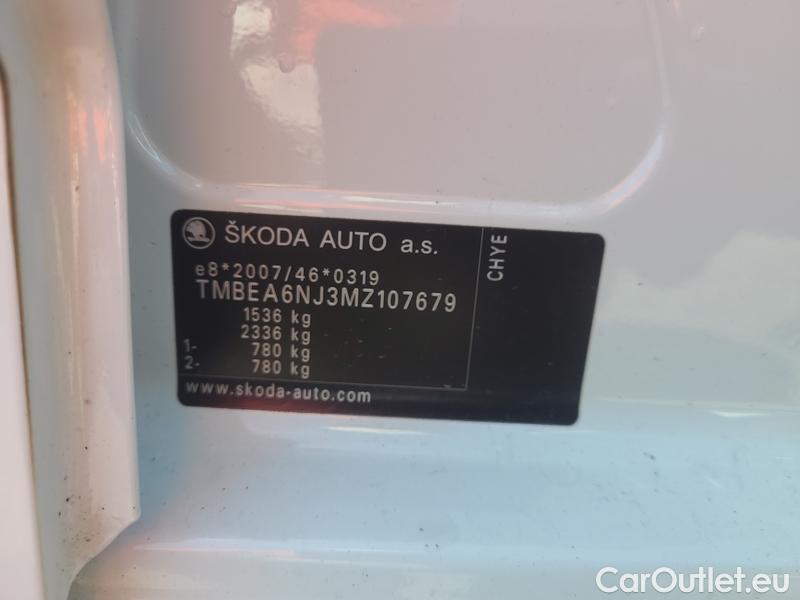 ŠKODA AUTO a.s.
e8*2007/46*0319
TMBEA6NJ3MZ107679
1536 kg
2336 kg
1- 780 kg
2- 780 kg
www.skoda-auto.com
CHYE
CarOutlet.eu